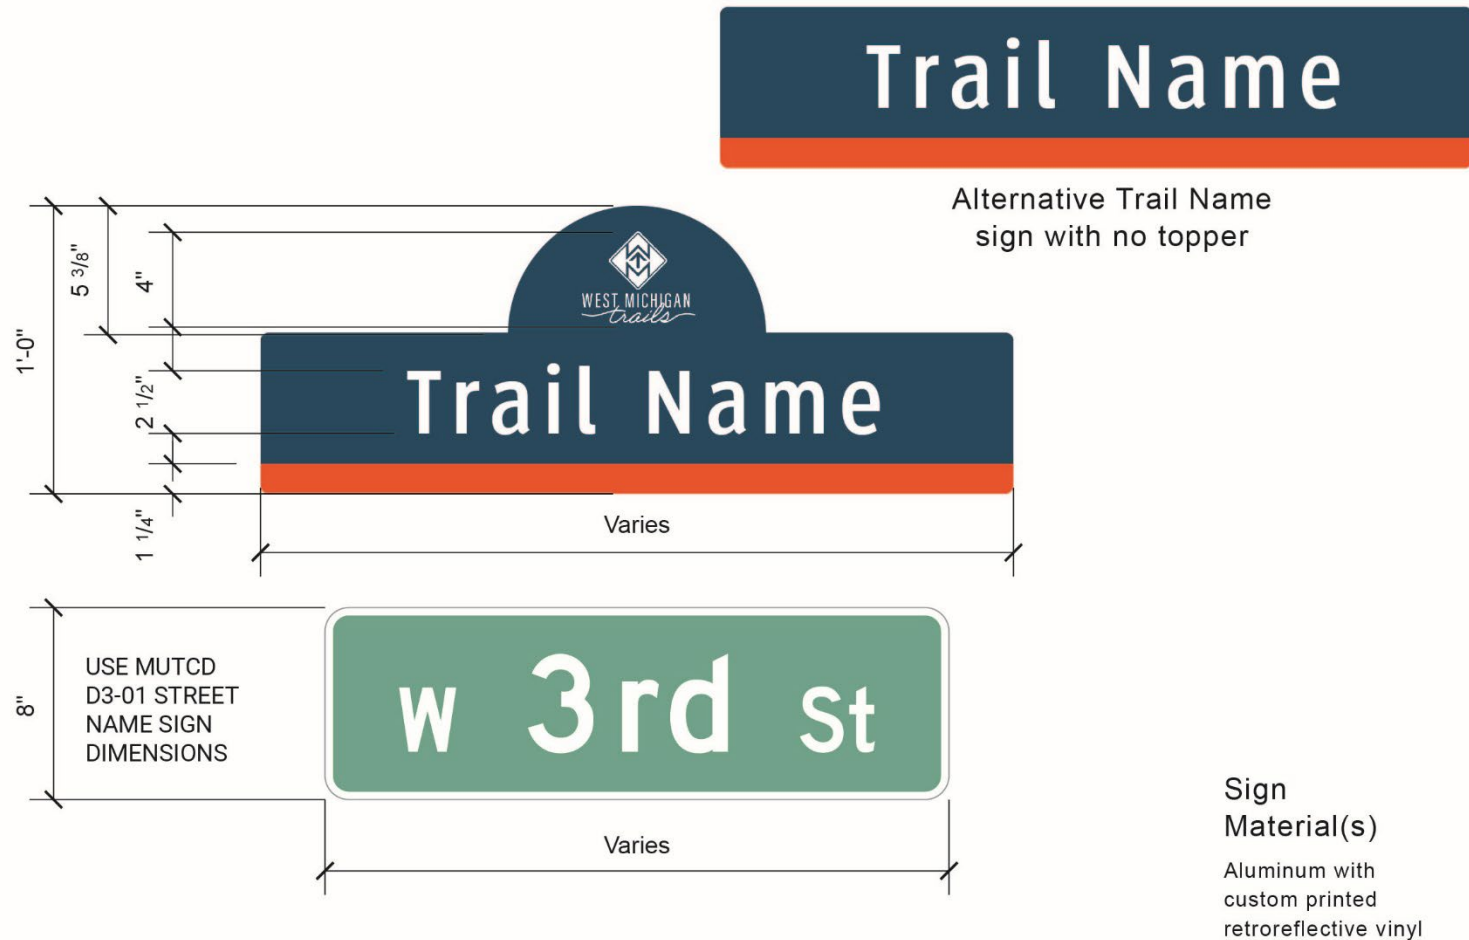 Trail Name
Alternative Trail Name
sign with no topper
1'-0"
5 3/8"
4"
2 1/2"
1 1/4"
WEST MICHIGAN
trails
Trail Name
Varies
8"
USE MUTCD
D3-01 STREET
NAME SIGN
DIMENSIONS
W 3rd St
Varies
Sign
Material(s)
Aluminum with
custom printed
retroreflective vinyl